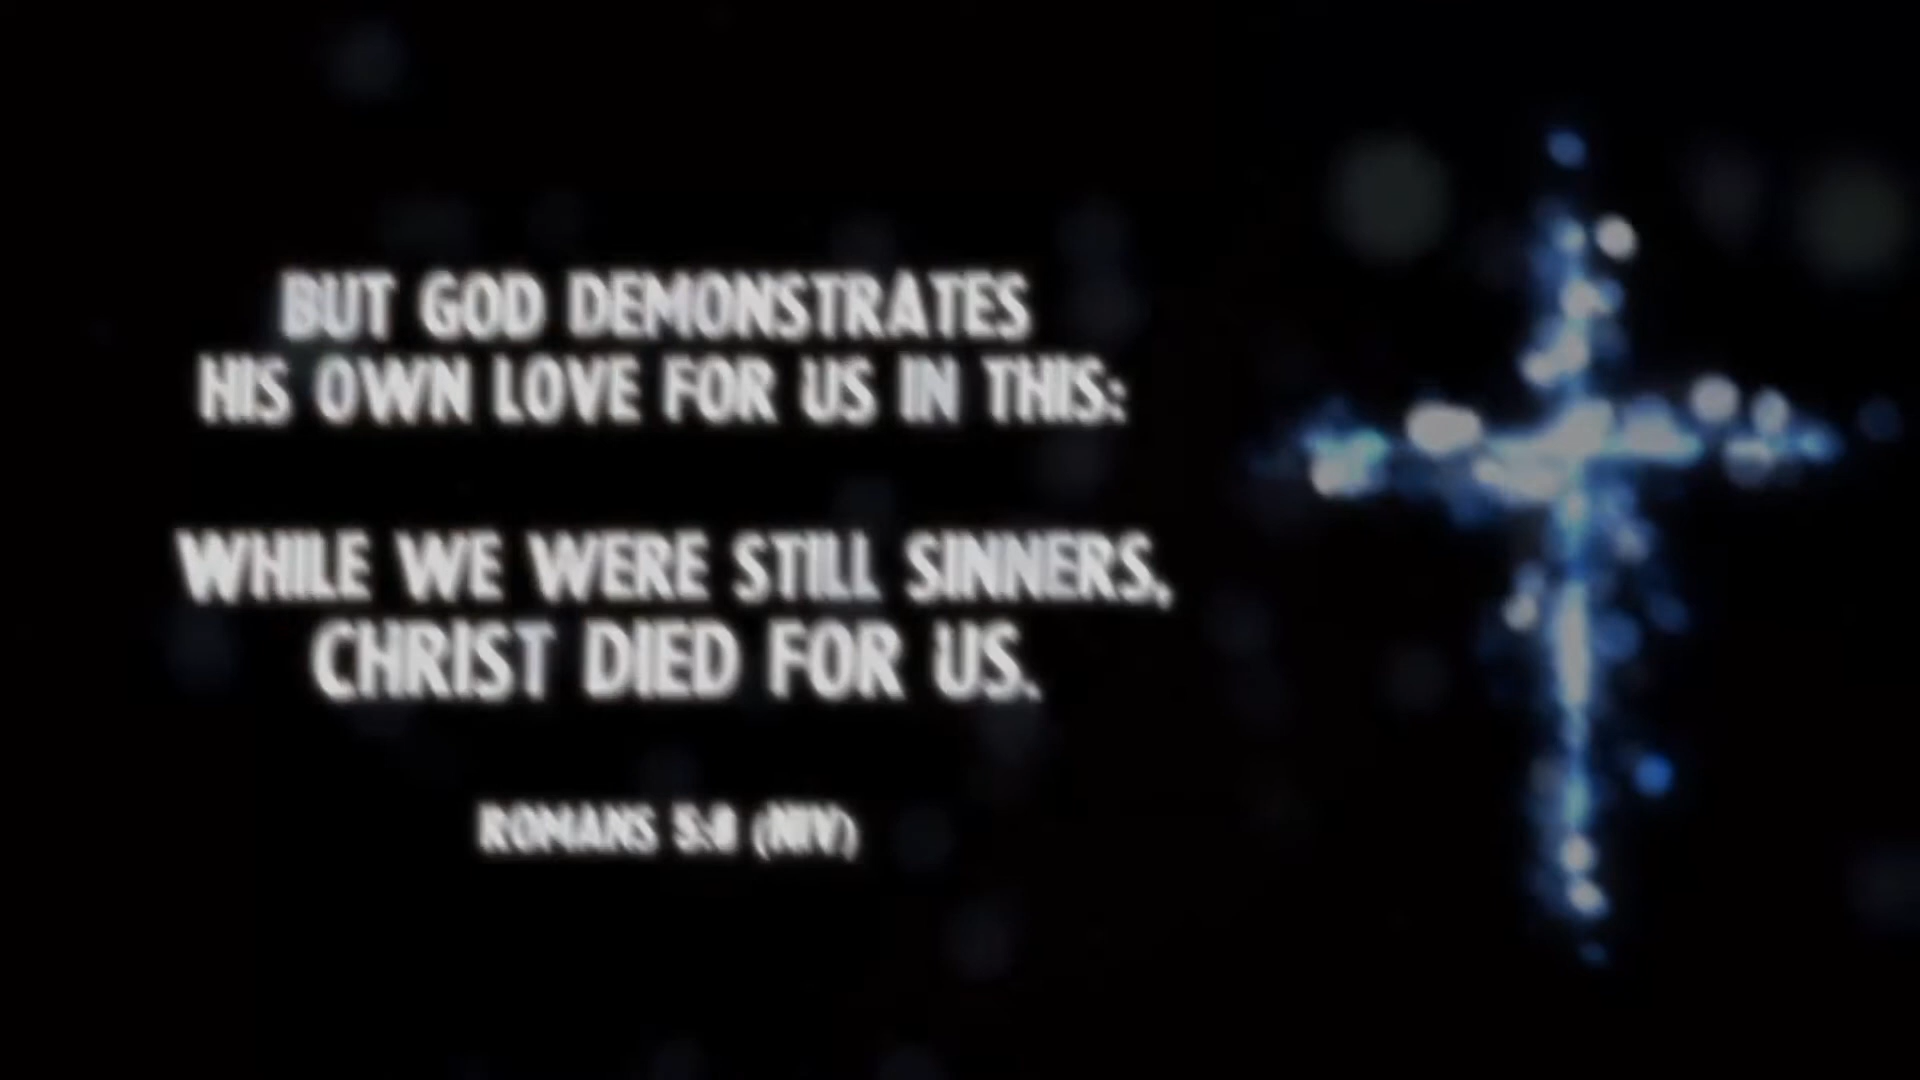 BUT GOD DEMONSTRATES
HIS OWN LOVE FOR US IN THIS:
WHILE WE WERE STILL SINNERS,
CHRIST DIED FOR US.
ROMANS 5:8 (NIV)